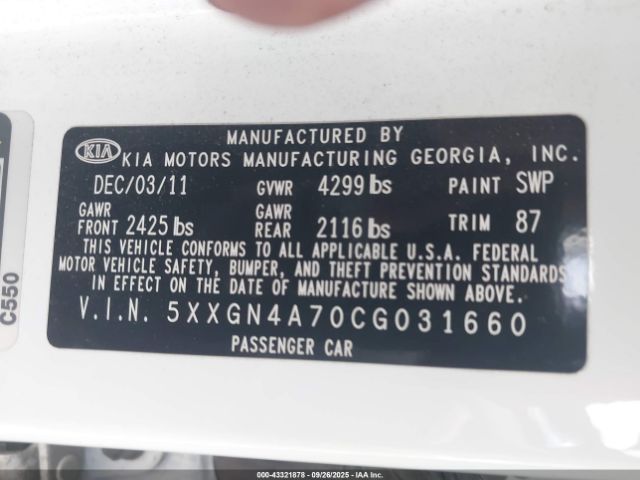 MANUFACTURED BY
KIA KIA MOTORS MANUFACTURING GEORGIA, INC.
DEC/03/11 GVWR 4299 lbs PAINT SWP
GAWR FRONT 2425 lbs GAWR REAR 2116 lbs TRIM 87
THIS VEHICLE CONFORMS TO ALL APPLICABLE U.S.A. FEDERAL
MOTOR VEHICLE SAFETY, BUMPER, AND THEFT PREVENTION STANDARDS
IN EFFECT ON THE DATE OF MANUFACTURE SHOWN ABOVE.
V.I.N. 5XXGN4A70CG031660
PASSENGER CAR
C550
000-43321878 - 09/26/2025 - IAA Inc.